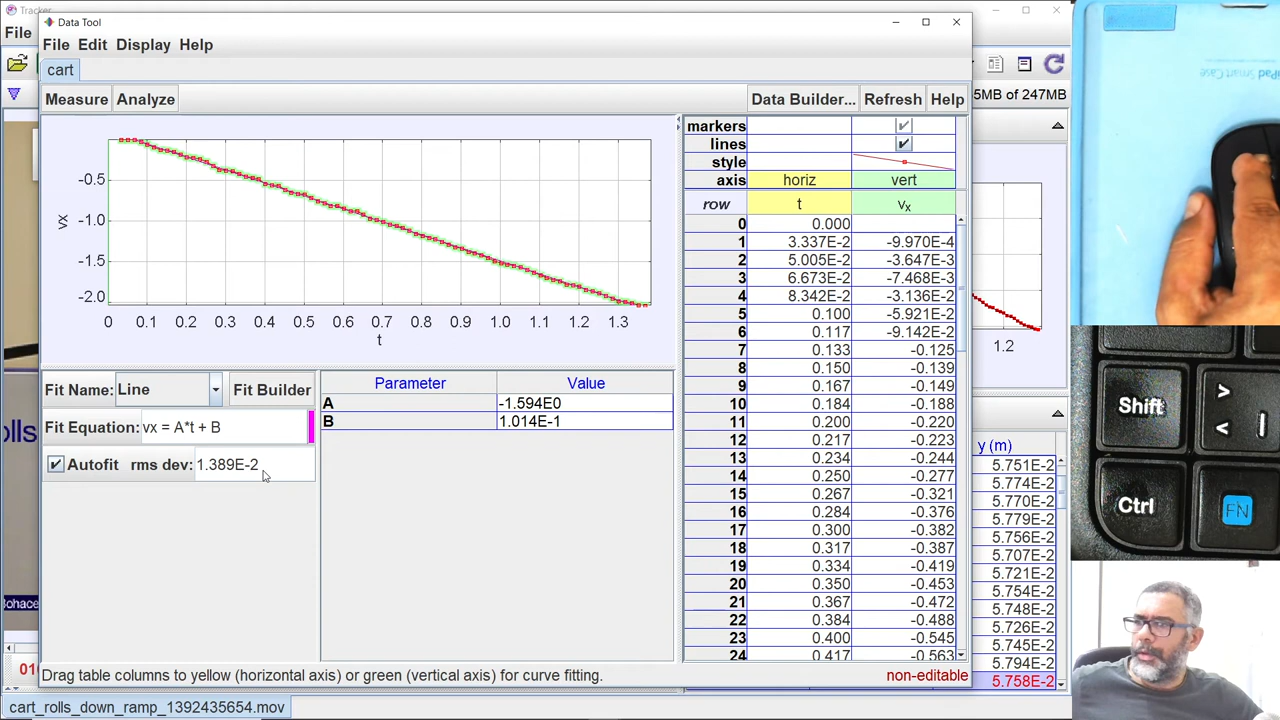 Tracker
File
Data Tool
File Edit Display Help
cart
Measure Analyze
Data Builder... Refresh Help
5MB of 247MB
vx
-0.5
-1.0
-1.5
-2.0
0 0.1 0.2 0.3 0.4 0.5 0.6 0.7 0.8 0.9 1.0 1.1 1.2 1.3
t
markers
lines
style
axis horiz vert
row t vx
0 0.000
1 3.337E-2 -9.970E-4
2 5.005E-2 -3.647E-3
3 6.673E-2 -7.468E-3
4 8.342E-2 -3.136E-2
5 0.100 -5.921E-2
6 0.117 -9.142E-2
7 0.133 -0.125
8 0.150 -0.139
9 0.167 -0.149
10 0.184 -0.188
11 0.200 -0.223
12 0.217 -0.223
13 0.234 -0.244
14 0.250 -0.277
15 0.267 -0.321
16 0.284 -0.376
17 0.300 -0.382
18 0.317 -0.387
19 0.334 -0.419
20 0.350 -0.453
21 0.367 -0.472
22 0.384 -0.488
23 0.400 -0.545
24 0.417 -0.563
Fit Name: Line Fit Builder
Fit Equation: vx = A*t + B
Autofit rms dev: 1.389E-2
Parameter Value
A -1.594E0
B 1.014E-1
Drag table columns to yellow (horizontal axis) or green (vertical axis) for curve fitting.
non-editable
1.2
y (m)
5.751E-2
5.774E-2
5.770E-2
5.779E-2
5.756E-2
5.707E-2
5.721E-2
5.754E-2
5.748E-2
5.726E-2
5.745E-2
5.794E-2
5.758E-2
olls
Bohace
010
cart_rolls_down_ramp_1392435654.mov
iPad Smart Case
Shift
>
<
Ctrl
FN